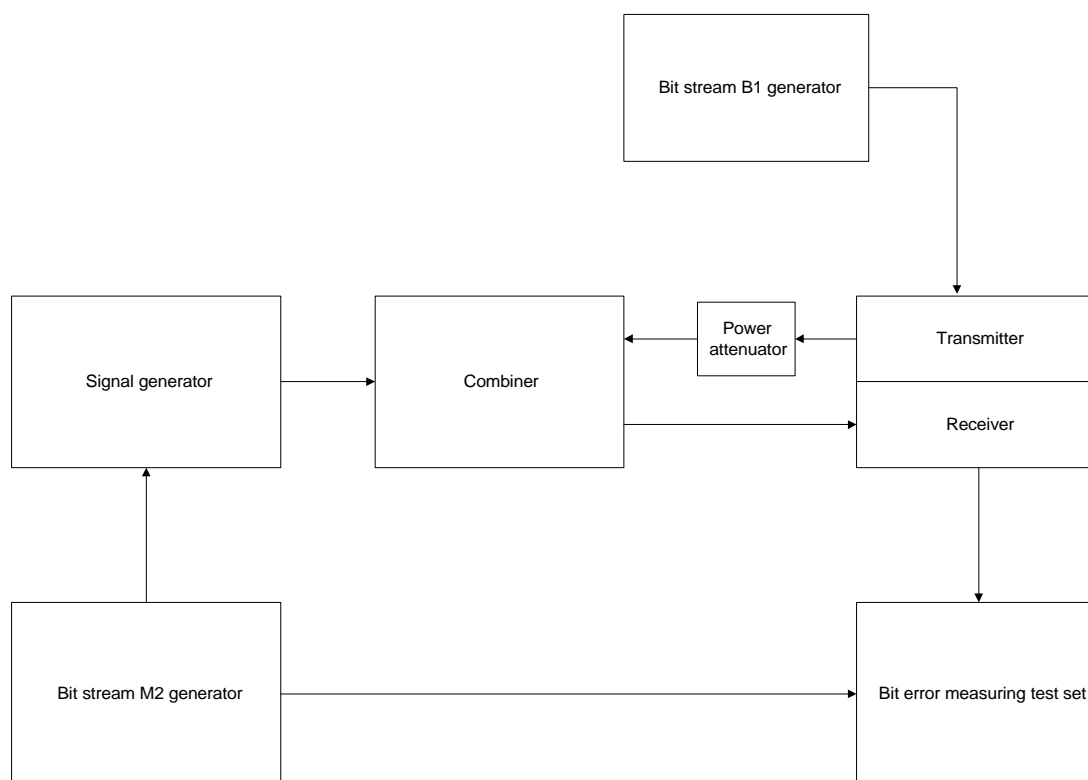 Bit stream B1 generator
Power
attenuator
Transmitter
Signal generator
Combiner
Receiver
Bit stream M2 generator
Bit error measuring test set